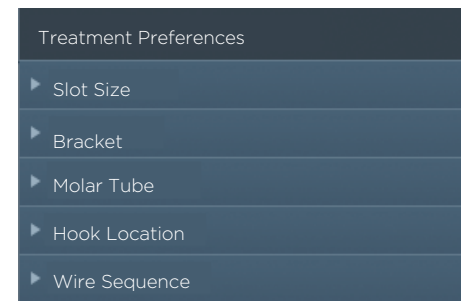 Treatment Preferences
Slot Size
Bracket
Molar Tube
Hook Location
Wire Sequence